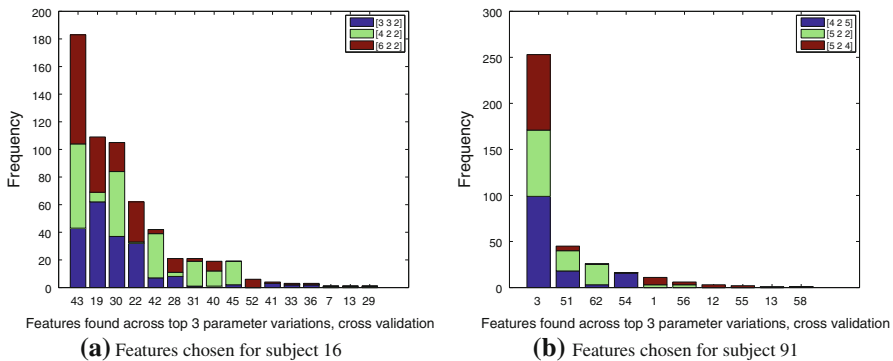 200
180
160
140
120
100
80
60
40
20
0
Frequency
[3 3 2]
[4 2 2]
[6 2 2]
43 19 30 22 42 28 31 40 45 52 41 33 36 7 13 29
Features found across top 3 parameter variations, cross validation
(a) Features chosen for subject 16
300
250
200
150
100
50
0
Frequency
[4 2 5]
[5 2 2]
[5 2 4]
3 51 62 54 1 56 12 55 13 58
Features found across top 3 parameter variations, cross validation
(b) Features chosen for subject 91